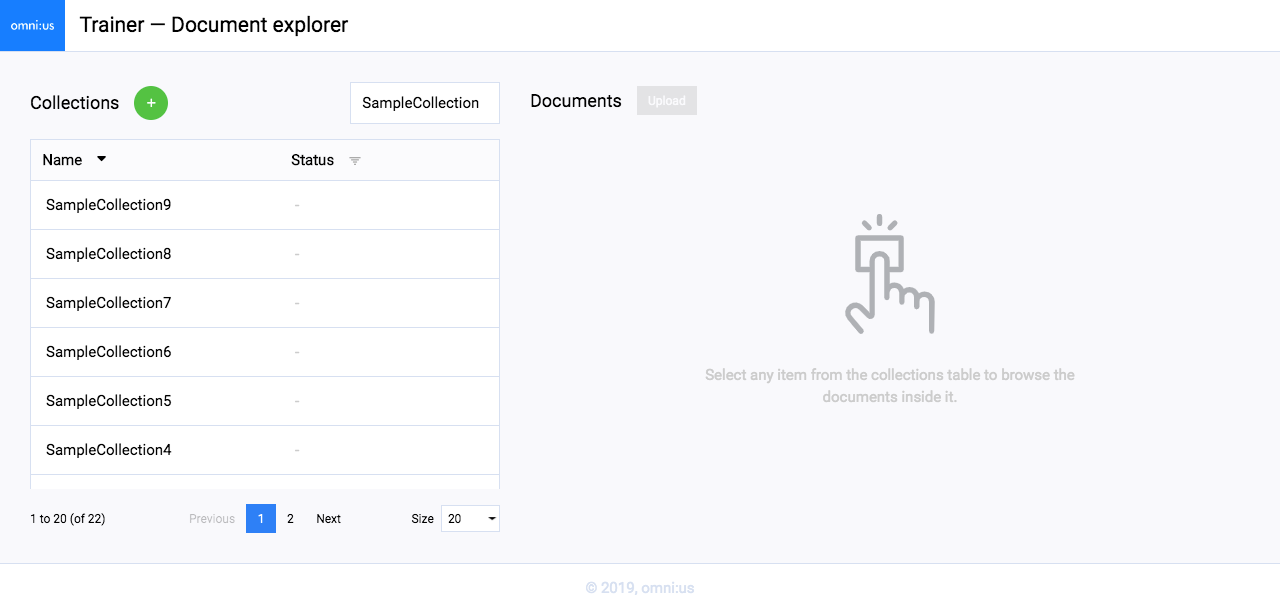 omni:us
Trainer — Document explorer
Collections +
SampleCollection
Documents
Upload
Name
Status
SampleCollection9 -
SampleCollection8 -
SampleCollection7 -
SampleCollection6 -
SampleCollection5 -
SampleCollection4 -
Select any item from the collections table to browse the
documents inside it.
1 to 20 (of 22)
Previous 1 2 Next
Size 20
© 2019, omni:us